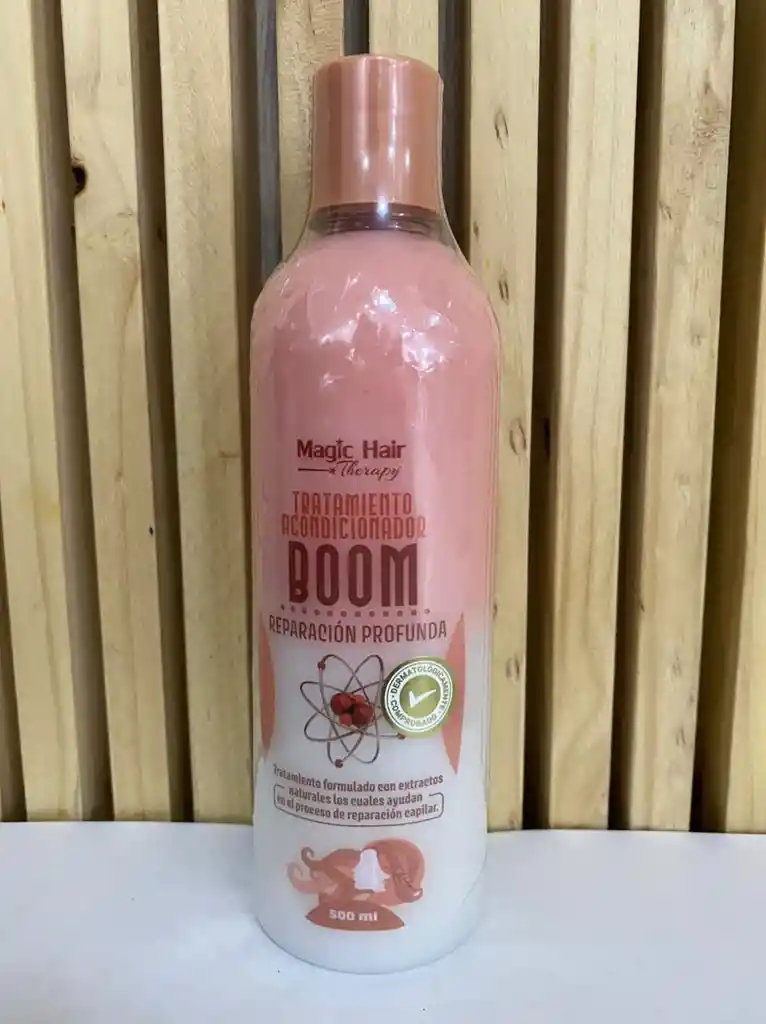 Magic Hair
Therapy
TRATAMIENTO
ACONDICIONADOR
BOOM
REPARACIÓN PROFUNDA
DERMATOLÓGICAMENTE
COMPROBADO
Tratamiento formulado con extractos
naturales los cuales ayudan
en el proceso de reparación capilar.
500 ml